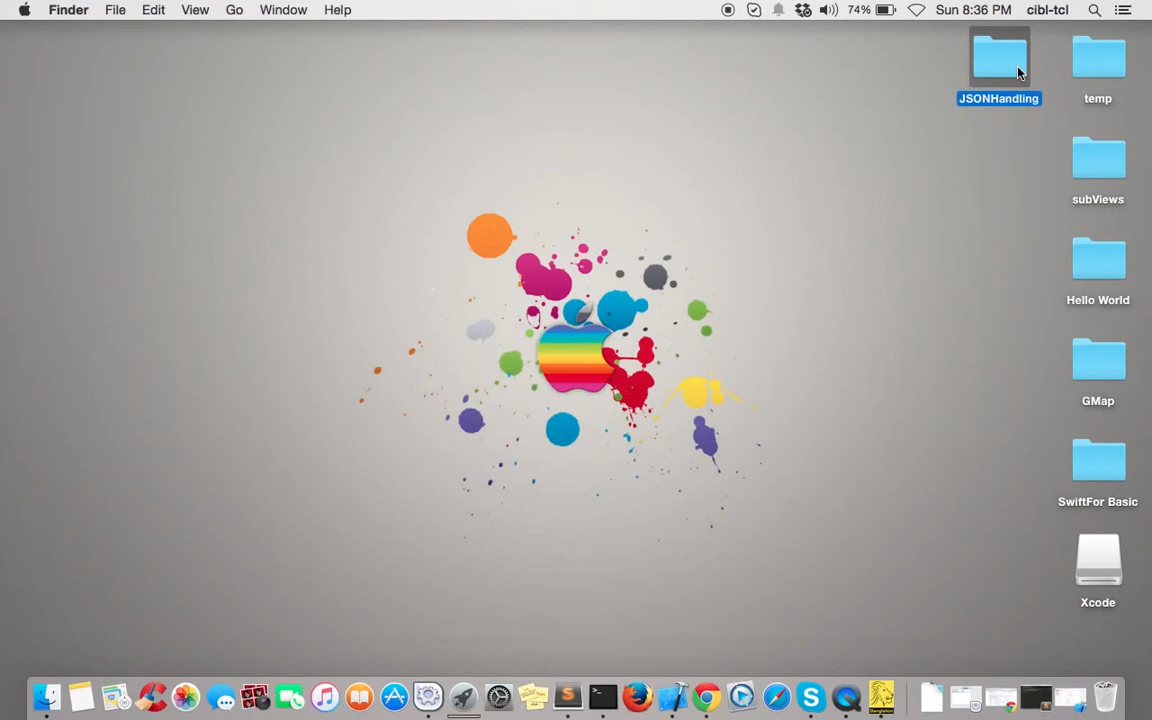 Finder File Edit View Go Window Help 74% Sun 8:36 PM cibl-tcl
JSONHandling
temp
subViews
Hello World
GMap
SwiftFor Basic
Xcode